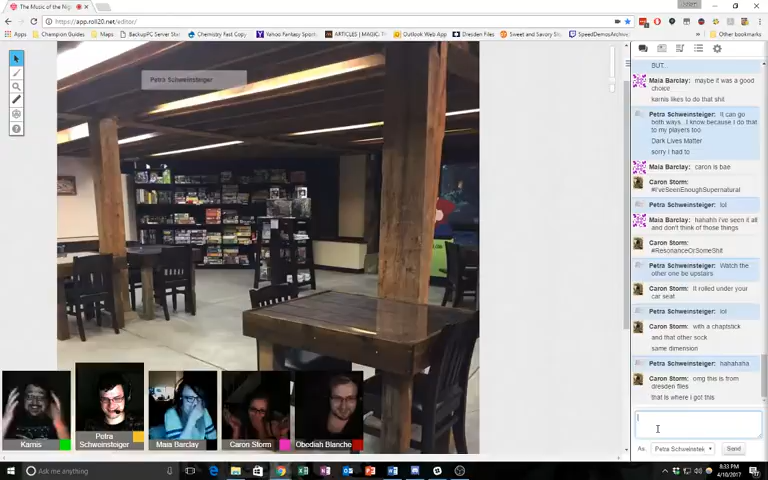 The Music of the Nig
https://app.roll20.net/editor/
Apps
Champion Guides
BackupPC Server Sta
Chemistry Fast Copy
Yahoo Fantasy Sports
ARTICLES | MAGIC: T
Outlook Web App
Dresden Files
Sweet and Savory Sk
SpeedDemosArchive
Other bookmarks
Petra Schweinsteiger
BUT...
Maia Barclay: maybe it was a good
choice
karnis likes to do that shit
Petra Schweinsteiger: It can go
both ways...I know because I do that
to my players too
Dark Lives Matter
sorry I had to
Maia Barclay: caron is bae
Caron Storm:
#I'veSeenEnoughSupernatural
Petra Schweinsteiger: lol
Maia Barclay: hahahh i've seen it all
and don't think of those things
Caron Storm:
#ResonanceOrSomeShit
Petra Schweinsteiger: Watch the
other one be upstairs
Caron Storm: It rolled under your
car seat
Petra Schweinsteiger: lol
Caron Storm: with a chaptstick
and that other sock
same dimension
Petra Schweinsteiger: hahahaha
Caron Storm: omg this is from
dresden files
that is where i got this
As:
Petra Schweinstek
Send
Karnis
Petra
Schweinsteiger
Maia Barclay
Caron Storm
Obediah Blanche
Ask me anything
8:33 PM
4/10/2017